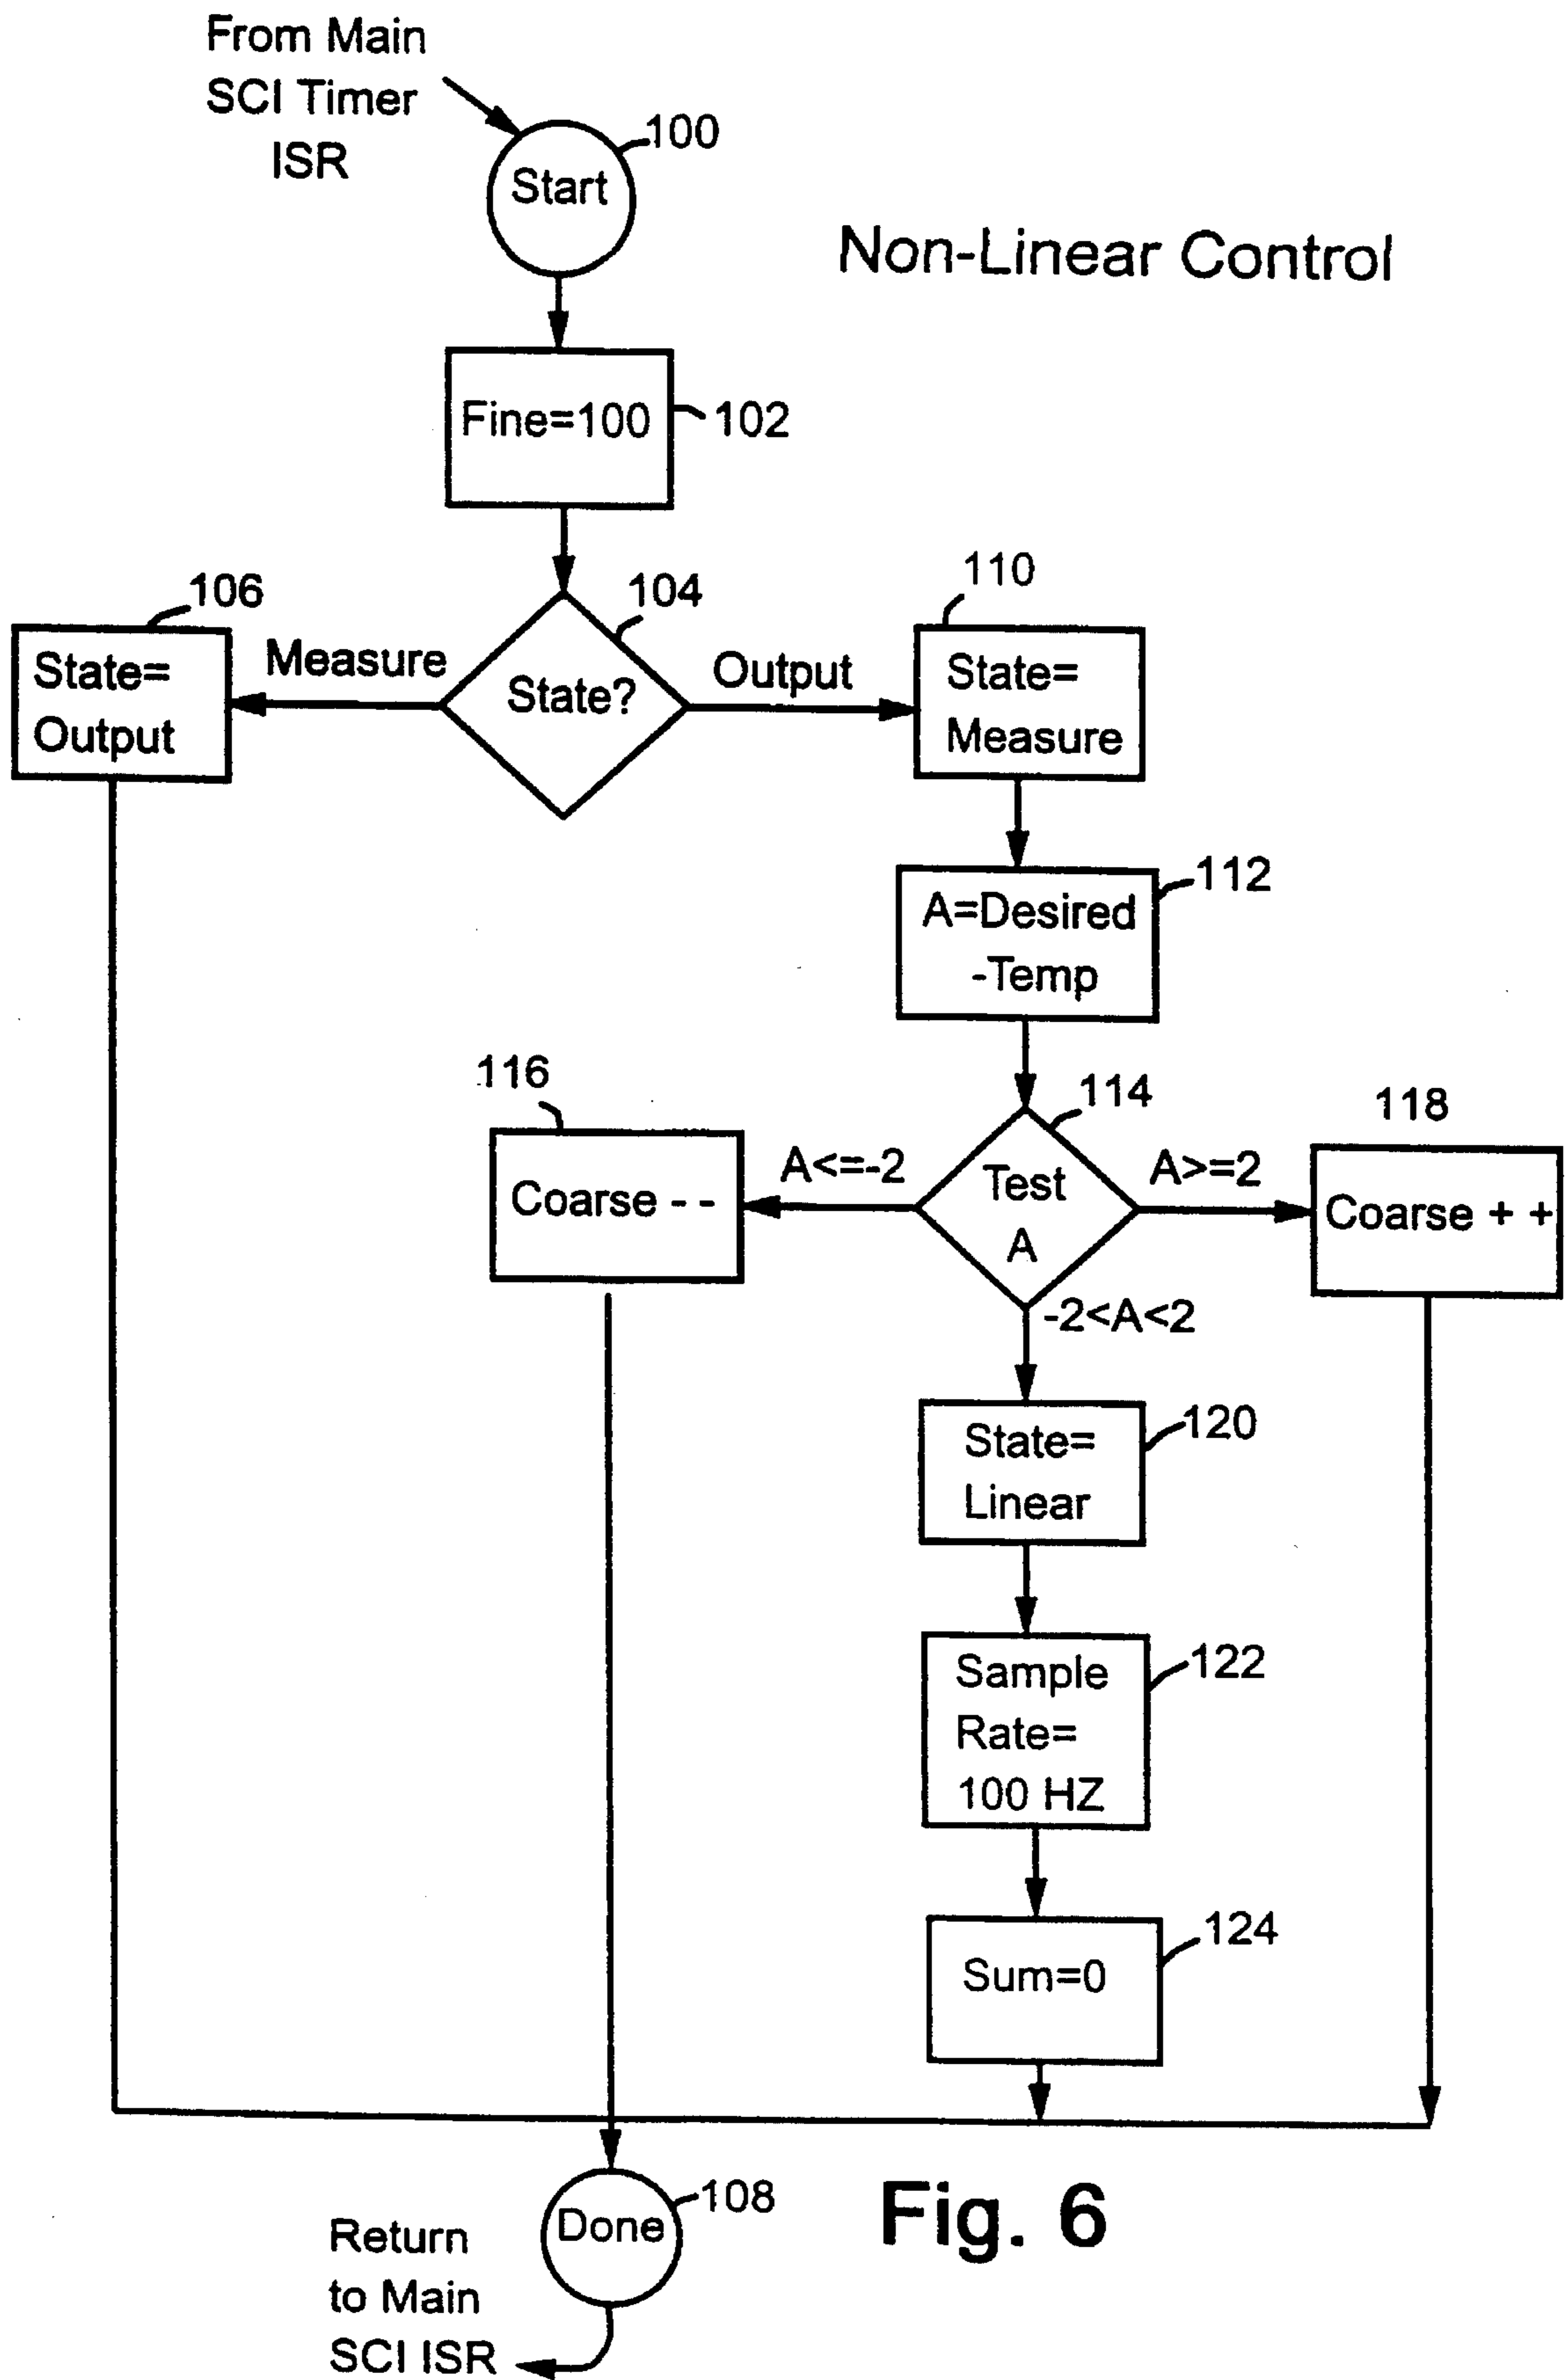 From Main
SCI Timer
ISR
100
Start
Non-Linear Control
Fine=100
102
106
104
110
State=
Output
Measure
State?
Output
State=
Measure
112
A=Desired
-Temp
116
114
118
Coarse - -
A<=-2
Test
A
A>=2
Coarse + +
-2<A<2
120
State=
Linear
122
Sample
Rate=
100 HZ
124
Sum=0
108
Done
Fig. 6
Return
to Main
SCI ISR